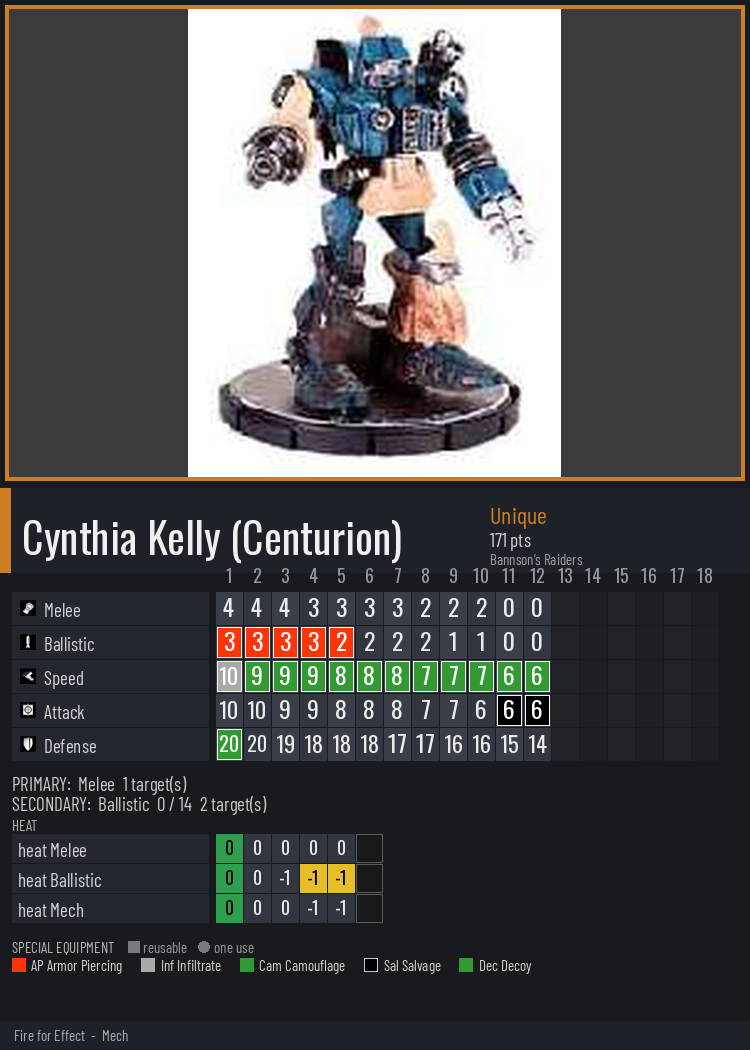 Cynthia Kelly (Centurion)
Unique
171 pts
Bannson's Raiders
1 2 3 4 5 6 7 8 9 10 11 12 13 14 15 16 17 18
Melee 4 4 4 3 3 3 3 2 2 2 0 0
Ballistic 3 3 3 3 2 2 2 2 1 1 0 0
Speed 10 9 9 9 8 8 8 7 7 7 6 6
Attack 10 10 9 9 8 8 8 7 7 6 6 6
Defense 20 20 19 18 18 18 17 17 16 16 15 14
PRIMARY: Melee 1 target(s)
SECONDARY: Ballistic 0 / 14 2 target(s)
HEAT
heat Melee 0 0 0 0 0
heat Ballistic 0 0 -1 -1 -1
heat Mech 0 0 0 -1 -1
SPECIAL EQUIPMENT reusable one use
AP Armor Piercing Inf Infiltrate Cam Camouflage Sal Salvage Dec Decoy
Fire for Effect - Mech